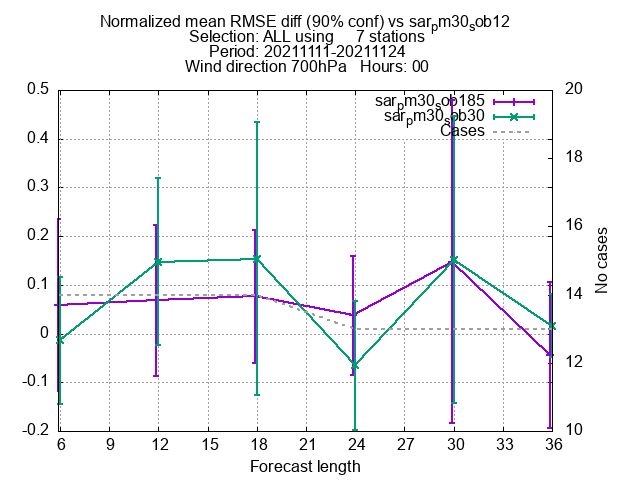 Normalized mean RMSE diff (90% conf) vs sar_pm30_sob12
Selection: ALL using 7 stations
Period: 20211111-20211124
Wind direction 700hPa Hours: 00
sar_pm30_sob185
sar_pm30_sob30
Cases
0.5
0.4
0.3
0.2
0.1
0
-0.1
-0.2
20
18
16
14
12
10
No cases
6 9 12 15 18 21 24 27 30 33 36
Forecast length